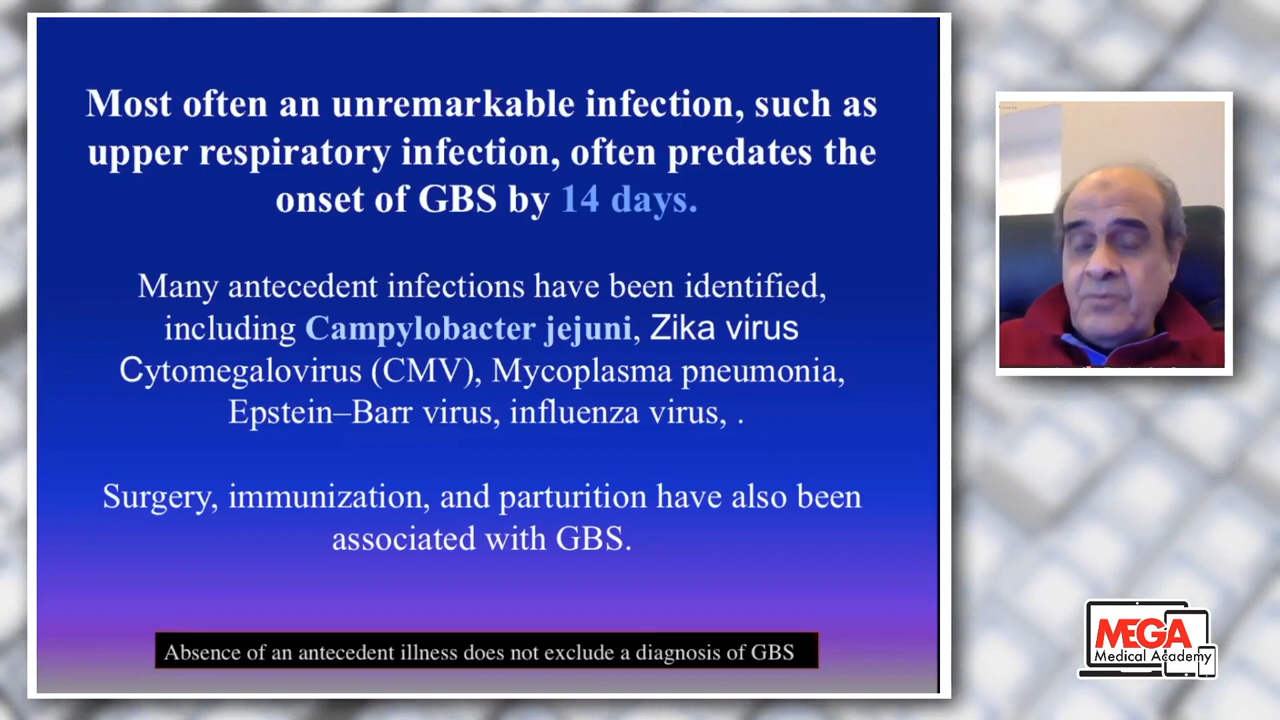 Most often an unremarkable infection, such as
upper respiratory infection, often predates the
onset of GBS by 14 days.
Many antecedent infections have been identified,
including Campylobacter jejuni, Zika virus
Cytomegalovirus (CMV), Mycoplasma pneumonia,
Epstein–Barr virus, influenza virus, .
Surgery, immunization, and parturition have also been
associated with GBS.
Absence of an antecedent illness does not exclude a diagnosis of GBS
MEGA
Medical Academy